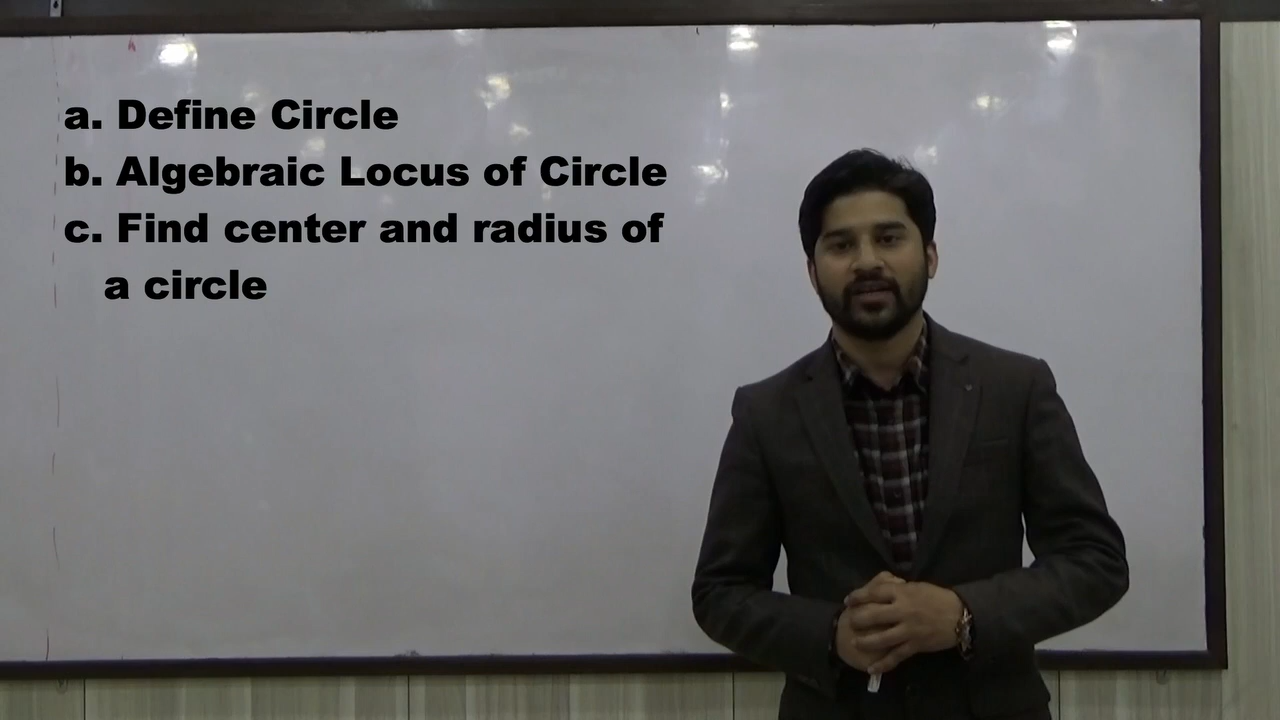 a. Define Circle
b. Algebraic Locus of Circle
c. Find center and radius of
a circle